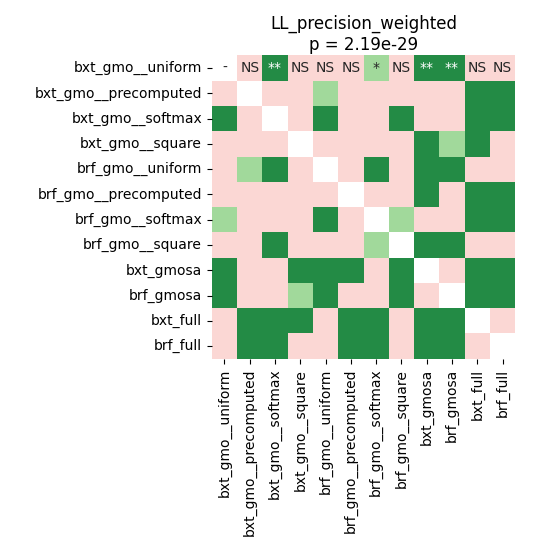 LL_precision_weighted
p = 2.19e-29
bxt_gmo__uniform - NS ** NS NS NS * NS ** ** NS NS
bxt_gmo__precomputed
bxt_gmo__softmax
bxt_gmo__square
brf_gmo__uniform
brf_gmo__precomputed
brf_gmo__softmax
brf_gmo__square
bxt_gmosa
brf_gmosa
bxt_full
brf_full
bxt_gmo__uniform
bxt_gmo__precomputed
bxt_gmo__softmax
bxt_gmo__square
brf_gmo__uniform
brf_gmo__precomputed
brf_gmo__softmax
brf_gmo__square
bxt_gmosa
brf_gmosa
bxt_full
brf_full